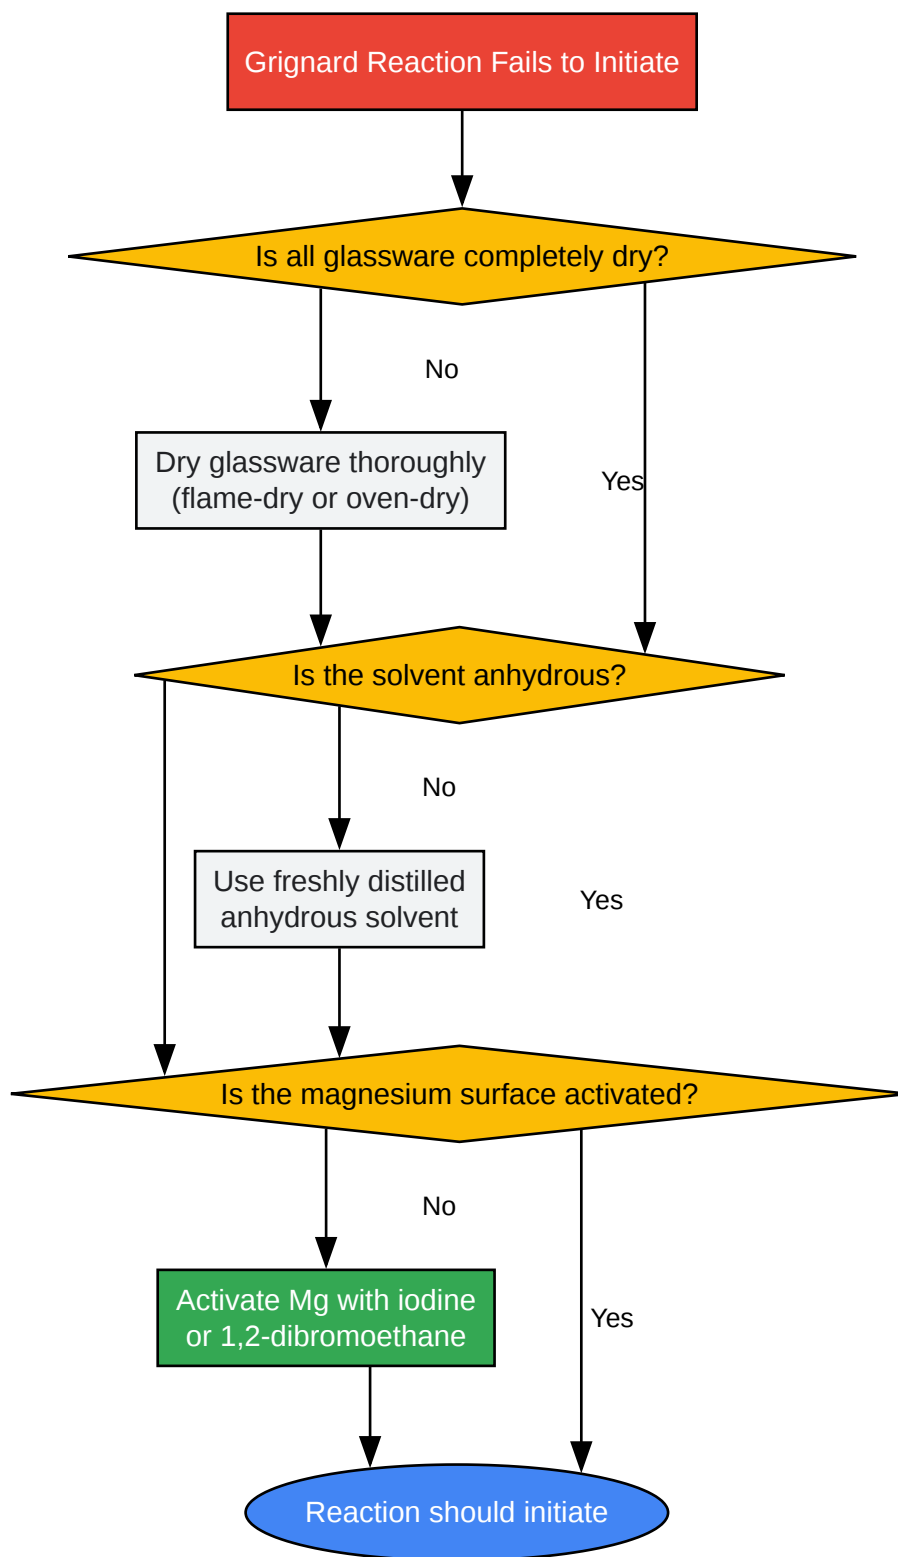 Grignard Reaction Fails to Initiate
Is all glassware completely dry?
No
Dry glassware thoroughly
(flame-dry or oven-dry)
Yes
Is the solvent anhydrous?
No
Use freshly distilled
anhydrous solvent
Yes
Is the magnesium surface activated?
No
Activate Mg with iodine
or 1,2-dibromoethane
Yes
Reaction should initiate